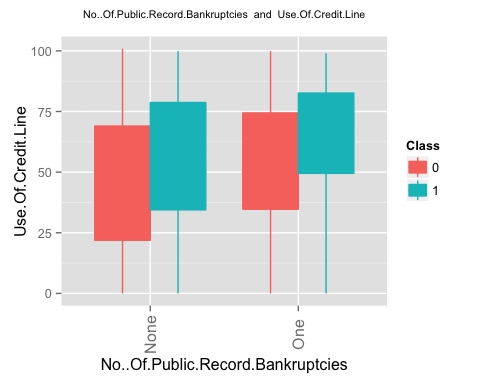 No..Of.Public.Record.Bankruptcies and Use.Of.Credit.Line
100
75
50
25
0
Use.Of.Credit.Line
None
One
No..Of.Public.Record.Bankruptcies
Class
0
1